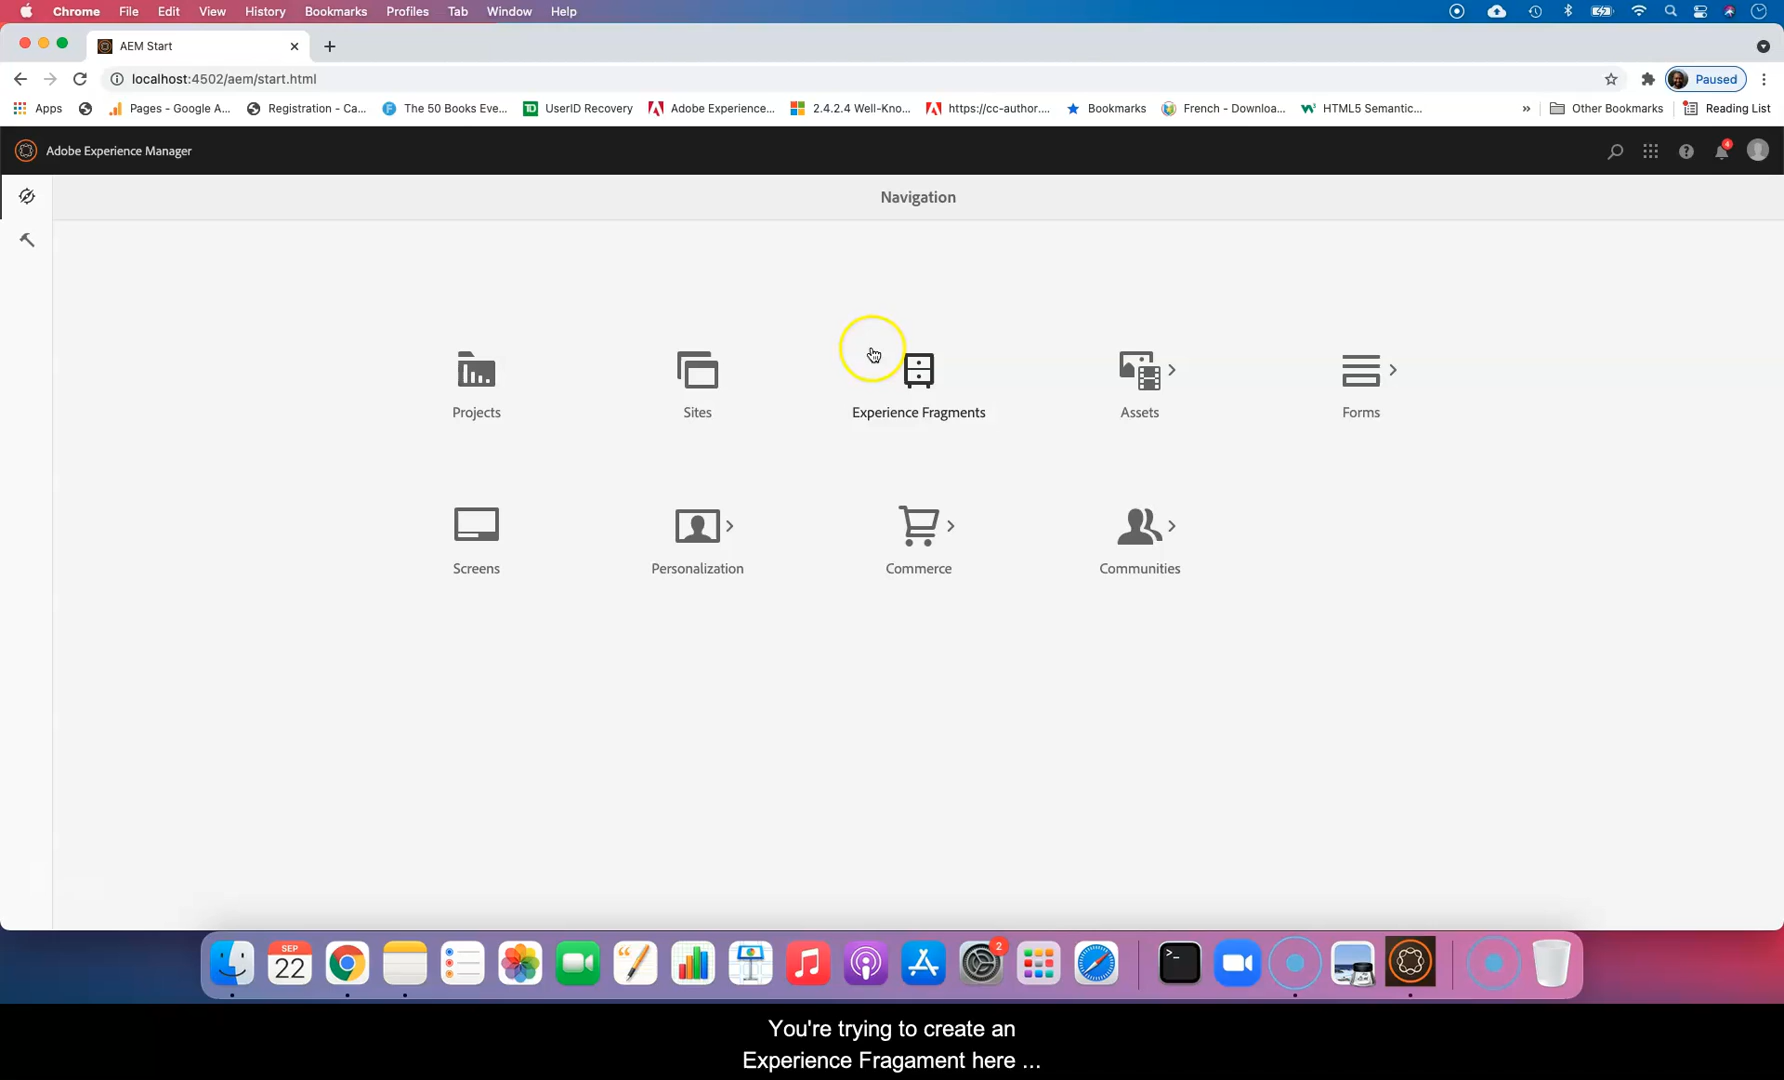 Chrome File Edit View History Bookmarks Profiles Tab Window Help
AEM Start
localhost:4502/aem/start.html
Paused
Apps Pages - Google A... Registration - Ca... The 50 Books Eve... UserID Recovery Adobe Experience... 2.4.2.4 Well-Kno... https://cc-author.... Bookmarks French - Downloa... HTML5 Semantic... » Other Bookmarks Reading List
Adobe Experience Manager
4
Navigation
Projects Sites Experience Fragments Assets Forms
Screens Personalization Commerce Communities
SEP
22
2
You're trying to create an
Experience Fragament here ...